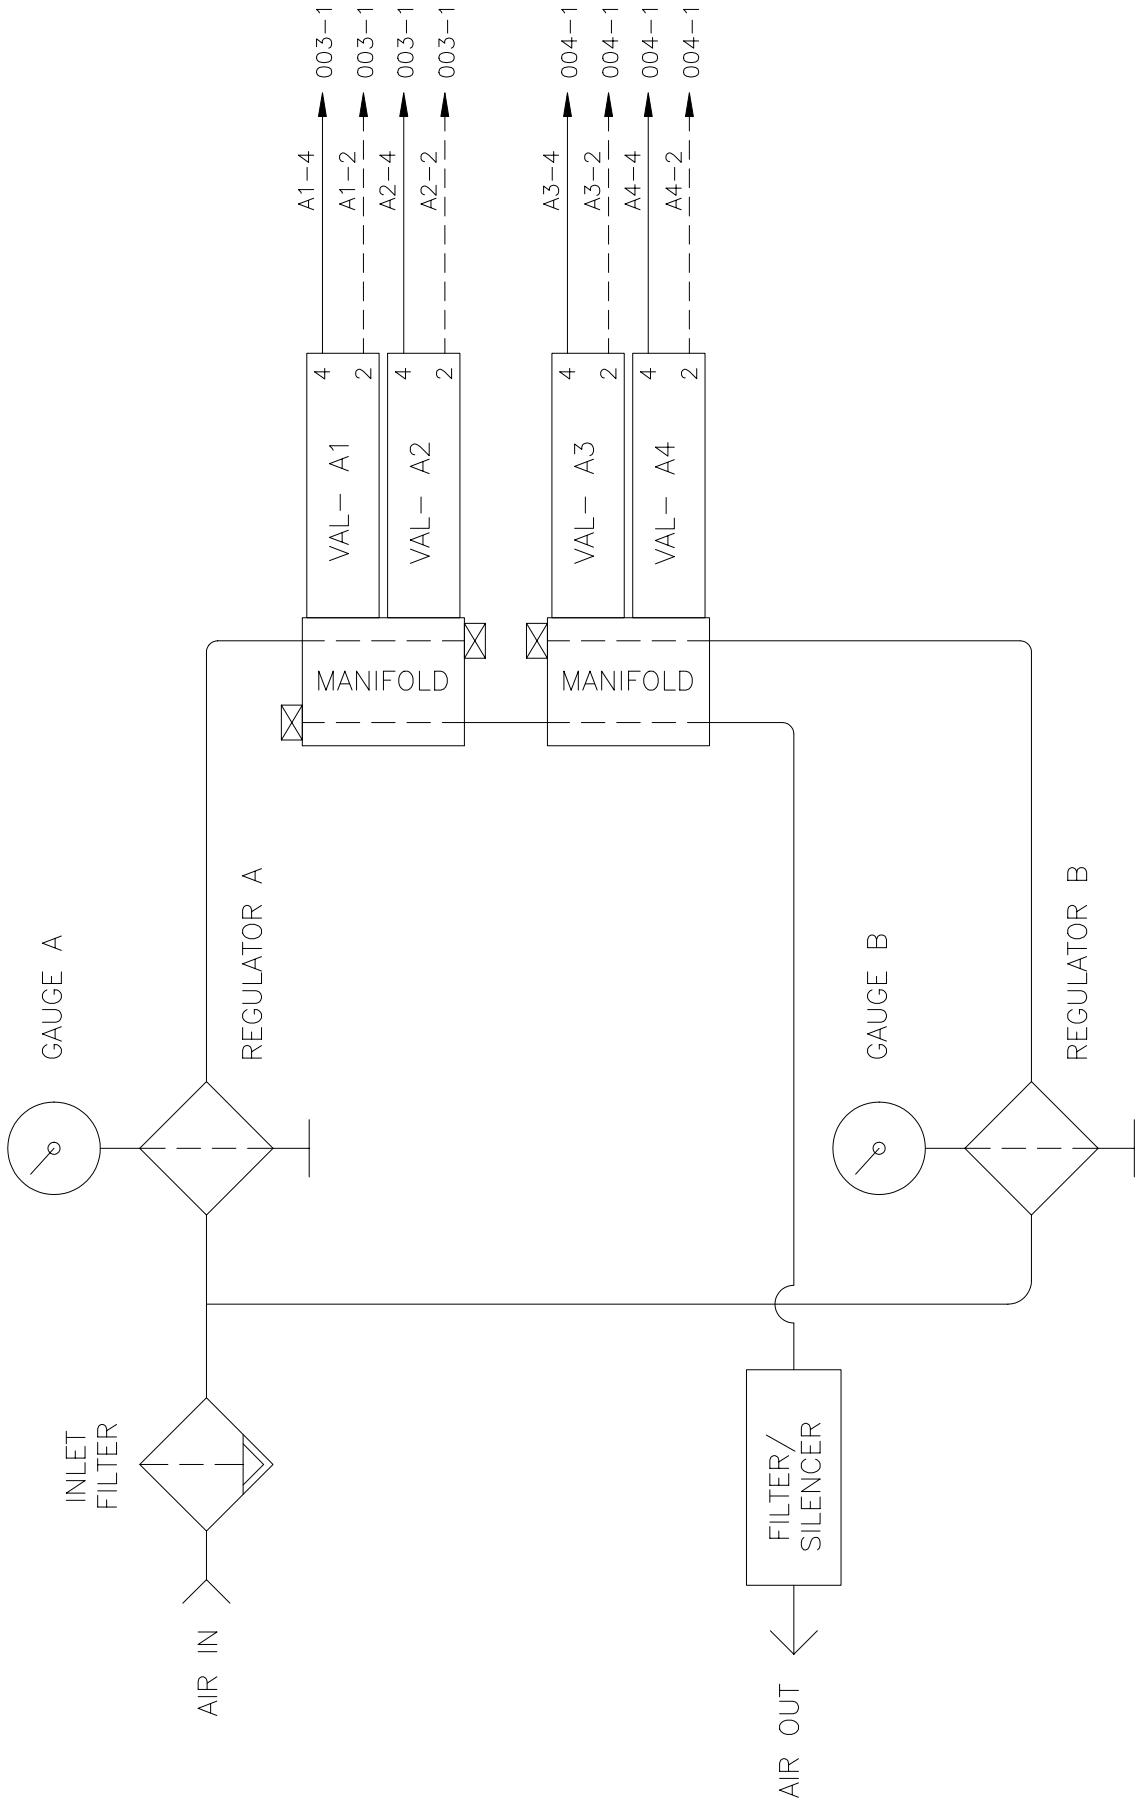 GAUGE A
REGULATOR A
INLET
FILTER
AIR IN
MANIFOLD
VAL- A1
4
2
VAL- A2
4
2
A1-4
003-1
A1-2
003-1
A2-4
003-1
A2-2
003-1
MANIFOLD
VAL- A3
4
2
VAL- A4
4
2
A3-4
004-1
A3-2
004-1
A4-4
004-1
A4-2
004-1
AIR OUT
FILTER/
SILENCER
GAUGE B
REGULATOR B